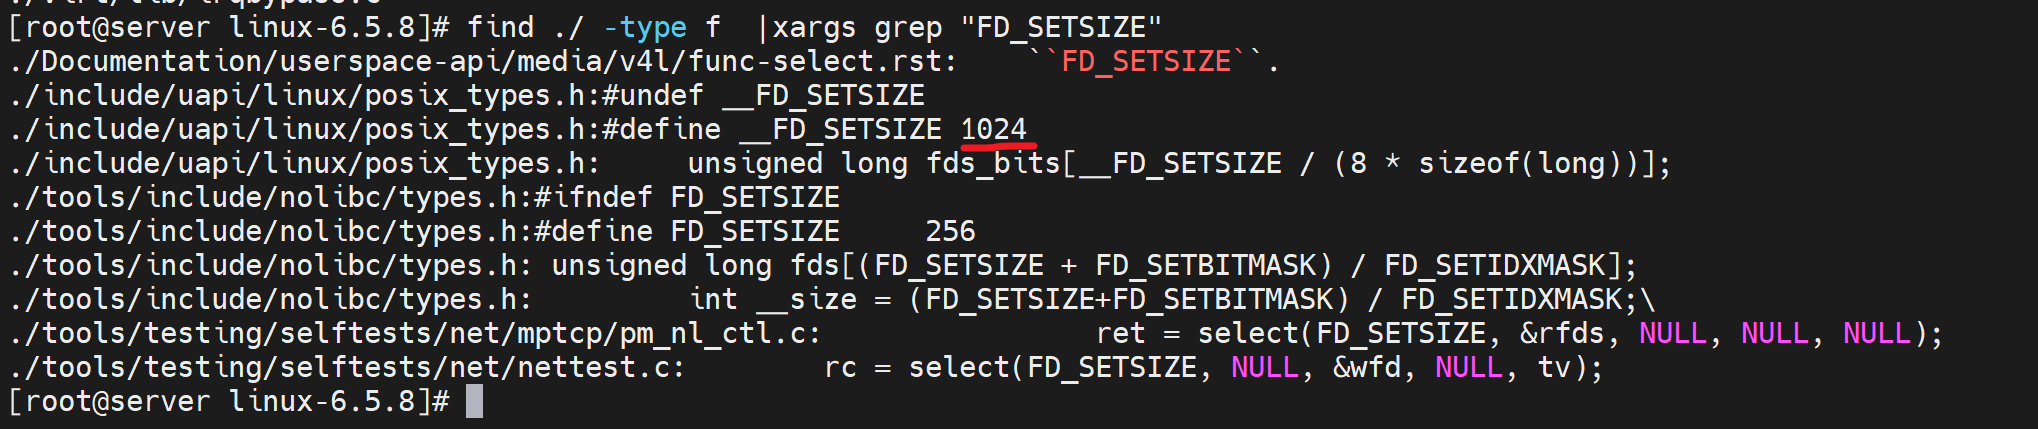 [root@server linux-6.5.8]# find ./ -type f  |xargs grep "FD_SETSIZE"
./Documentation/userspace-api/media/v4l/func-select.rst:    ``FD_SETSIZE``.
./include/uapi/linux/posix_types.h:#undef __FD_SETSIZE
./include/uapi/linux/posix_types.h:#define __FD_SETSIZE 1024
./include/uapi/linux/posix_types.h:     unsigned long fds_bits[__FD_SETSIZE / (8 * sizeof(long))];
./tools/include/nolibc/types.h:#ifndef FD_SETSIZE
./tools/include/nolibc/types.h:#define FD_SETSIZE     256
./tools/include/nolibc/types.h: unsigned long fds[(FD_SETSIZE + FD_SETBITMASK) / FD_SETIDXMASK];
./tools/include/nolibc/types.h:         int __size = (FD_SETSIZE+FD_SETBITMASK) / FD_SETIDXMASK;\
./tools/testing/selftests/net/mptcp/pm_nl_ctl.c:                ret = select(FD_SETSIZE, &rfds, NULL, NULL, NULL);
./tools/testing/selftests/net/nettest.c:        rc = select(FD_SETSIZE, NULL, &wfd, NULL, tv);
[root@server linux-6.5.8]#